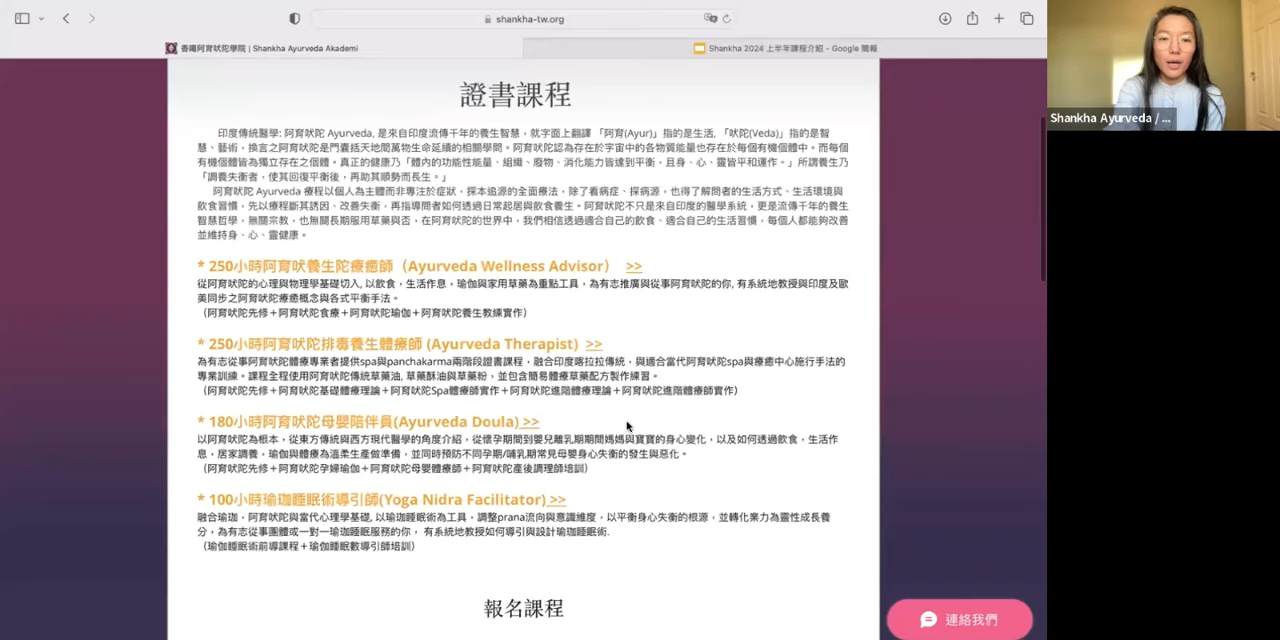 shankha-tw.org
香曷阿育吠陀學院 | Shankha Ayurveda Akademi
Shankha 2024 上半年課程介紹 - Google 簡報
Shankha Ayurveda / ...
證書課程
印度傳統醫學: 阿育吠陀 Ayurveda, 是來自印度流傳千年的養生智慧，就字面上翻譯 「阿育(Ayur)」指的是生活, 「吠陀(Veda)」指的是智
慧、藝術，換言之阿育吠陀是門囊括天地間萬物生命延續的相關學問。阿育吠陀認為存在於宇宙中的各物質能量也存在於每個有機個體中。而每個
有機個體皆為獨立存在之個體。真正的健康乃「體內的功能性能量、組織、廢物、消化能力皆達到平衡，且身、心、靈皆平和運作。」所謂養生乃
「調養失衡者，使其回復平衡後，再助其順勢而長生。」
阿育吠陀 Ayurveda 療程以個人為主體而非專注於症狀，探本追源的全面療法，除了看病症、探病源，也得了解問者的生活方式、生活環境與
飲食習慣，先以療程斷其誘因、改善失衡，再指導問者如何透過日常起居與飲食養生。阿育吠陀不只是來自印度的醫學系統，更是流傳千年的養生
智慧哲學，無關宗教，也無關長期服用草藥與否，在阿育吠陀的世界中，我們相信透過適合自己的飲食、適合自己的生活習慣，每個人都能夠改善
並維持身、心、靈健康。
* 250小時阿育吠養生陀療癒師（Ayurveda Wellness Advisor） >>
從阿育吠陀的心理與物理學基礎切入, 以飲食，生活作息，瑜伽與家用草藥為重點工具，為有志推廣與從事阿育吠陀的你, 有系統地教授與印度及歐
美同步之阿育吠陀療癒概念與各式平衡手法。
（阿育吠陀先修＋阿育吠陀食療＋阿育吠陀瑜伽＋阿育吠陀養生教練實作）
* 250小時阿育吠陀排毒養生體療師 (Ayurveda Therapist) >>
為有志從事阿育吠陀體療專業者提供spa與panchakarma兩階段證書課程，融合印度喀拉拉傳統，與適合當代阿育吠陀spa與療癒中心施行手法的
專業訓練。課程全程使用阿育吠陀傳統草藥油, 草藥酥油與草藥粉，並包含簡易體療草藥配方製作練習。
（阿育吠陀先修＋阿育吠陀基礎體療理論＋阿育吠陀Spa體療師實作＋阿育吠陀進階體療理論＋阿育吠陀進階體療師實作）
* 180小時阿育吠陀母嬰陪伴員(Ayurveda Doula) >>
以阿育吠陀為根本，從東方傳統與西方現代醫學的角度介紹，從懷孕期間到嬰兒離乳期期間媽媽與寶寶的身心變化，以及如何透過飲食，生活作
息，居家調養，瑜伽與體療為溫柔生產做準備，並同時預防不同孕期/哺乳期常見母嬰身心失衡的發生與惡化。
（阿育吠陀先修＋阿育吠陀孕婦瑜伽＋阿育吠陀母嬰體療師＋阿育吠陀產後調理師培訓）
* 100小時瑜珈睡眠術導引師(Yoga Nidra Facilitator) >>
融合瑜珈，阿育吠陀與當代心理學基礎, 以瑜珈睡眠術為工具，調整prana流向與意識維度，以平衡身心失衡的根源，並轉化業力為靈性成長養
分，為有志從事團體或一對一瑜珈睡眠服務的你， 有系統地教授如何導引與設計瑜珈睡眠術.
（瑜伽睡眠術前導課程＋瑜伽睡眠數導引師培訓）
報名課程
連絡我們